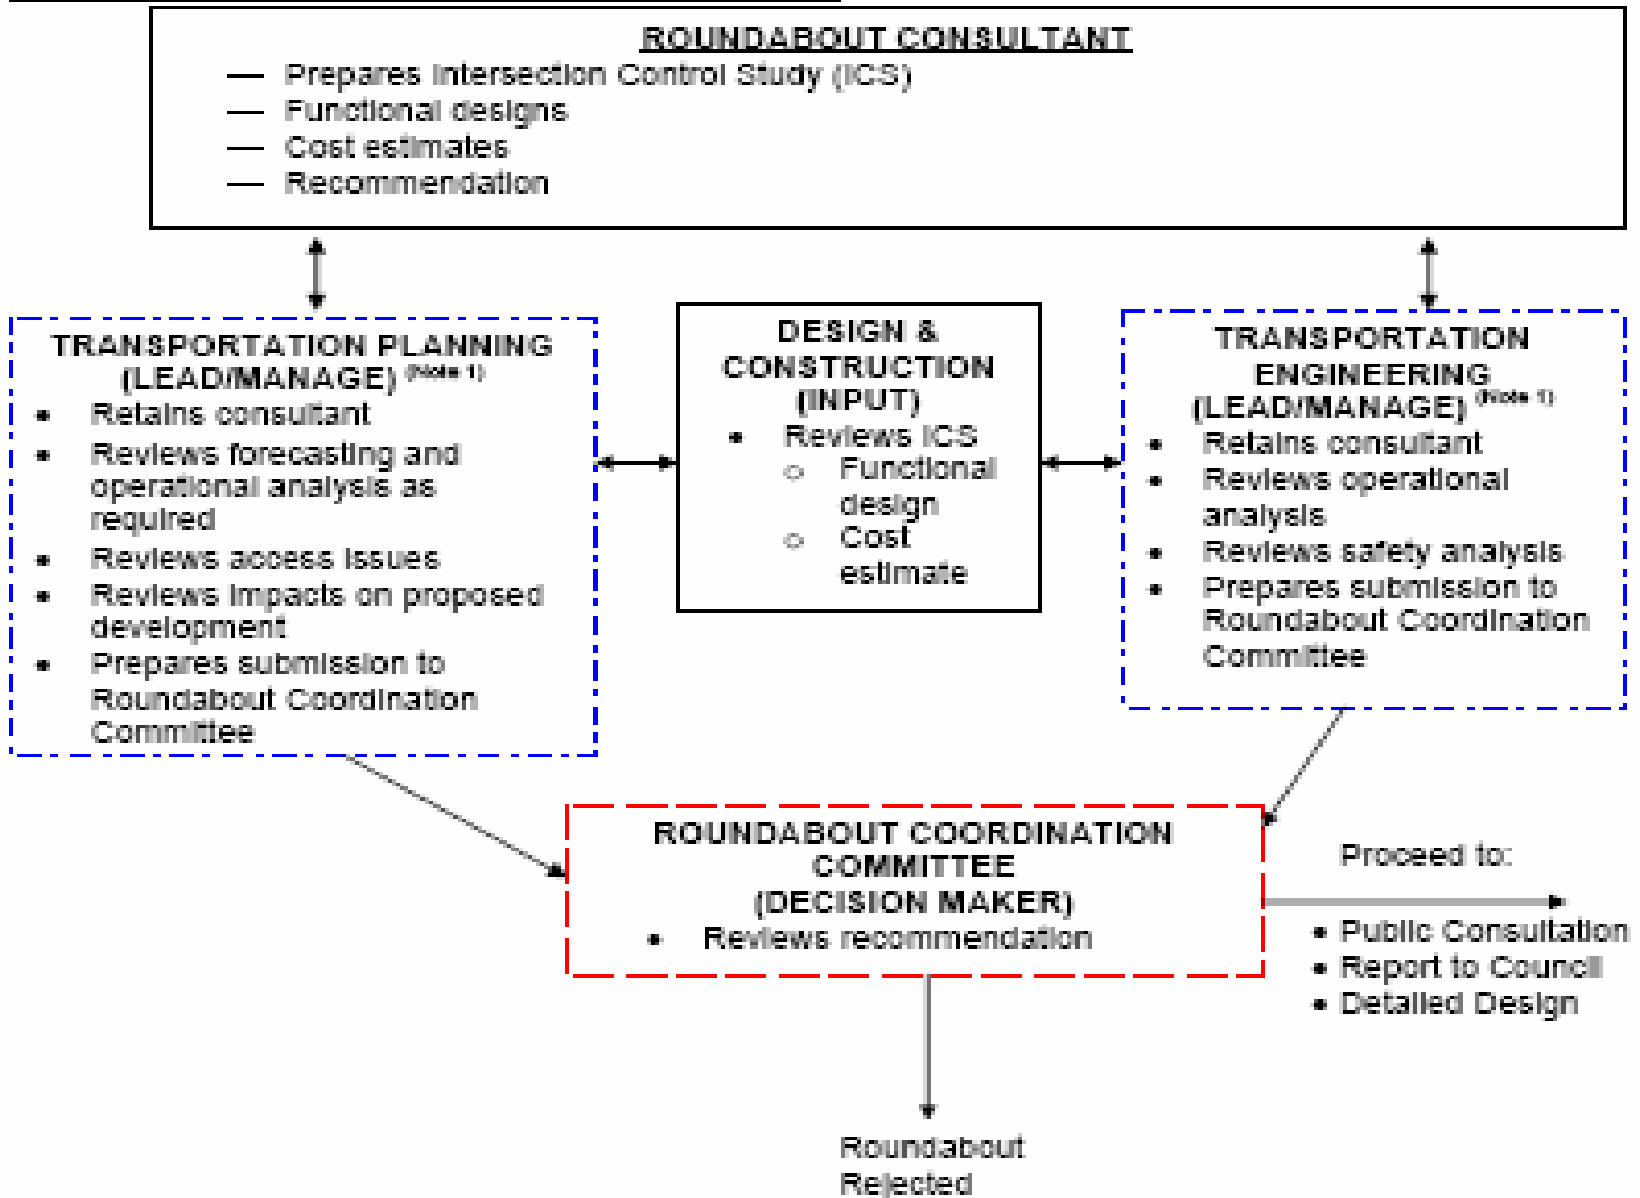 ROUNDABOUT CONSULTANT
— Prepares Intersection Control Study (ICS)
— Functional designs
— Cost estimates
— Recommendation
TRANSPORTATION PLANNING
(LEAD/MANAGE) (Note 1)
• Retains consultant
• Reviews forecasting and
operational analysis as
required
• Reviews access issues
• Reviews impacts on proposed
development
• Prepares submission to
Roundabout Coordination
Committee
DESIGN &
CONSTRUCTION
(INPUT)
• Reviews ICS
○ Functional
design
○ Cost
estimate
TRANSPORTATION
ENGINEERING
(LEAD/MANAGE) (Note 1)
• Retains consultant
• Reviews operational
analysis
• Reviews safety analysis
• Prepares submission to
Roundabout Coordination
Committee
ROUNDABOUT COORDINATION
COMMITTEE
(DECISION MAKER)
• Reviews recommendation
Proceed to:
• Public Consultation
• Report to Council
• Detailed Design
Roundabout
Rejected